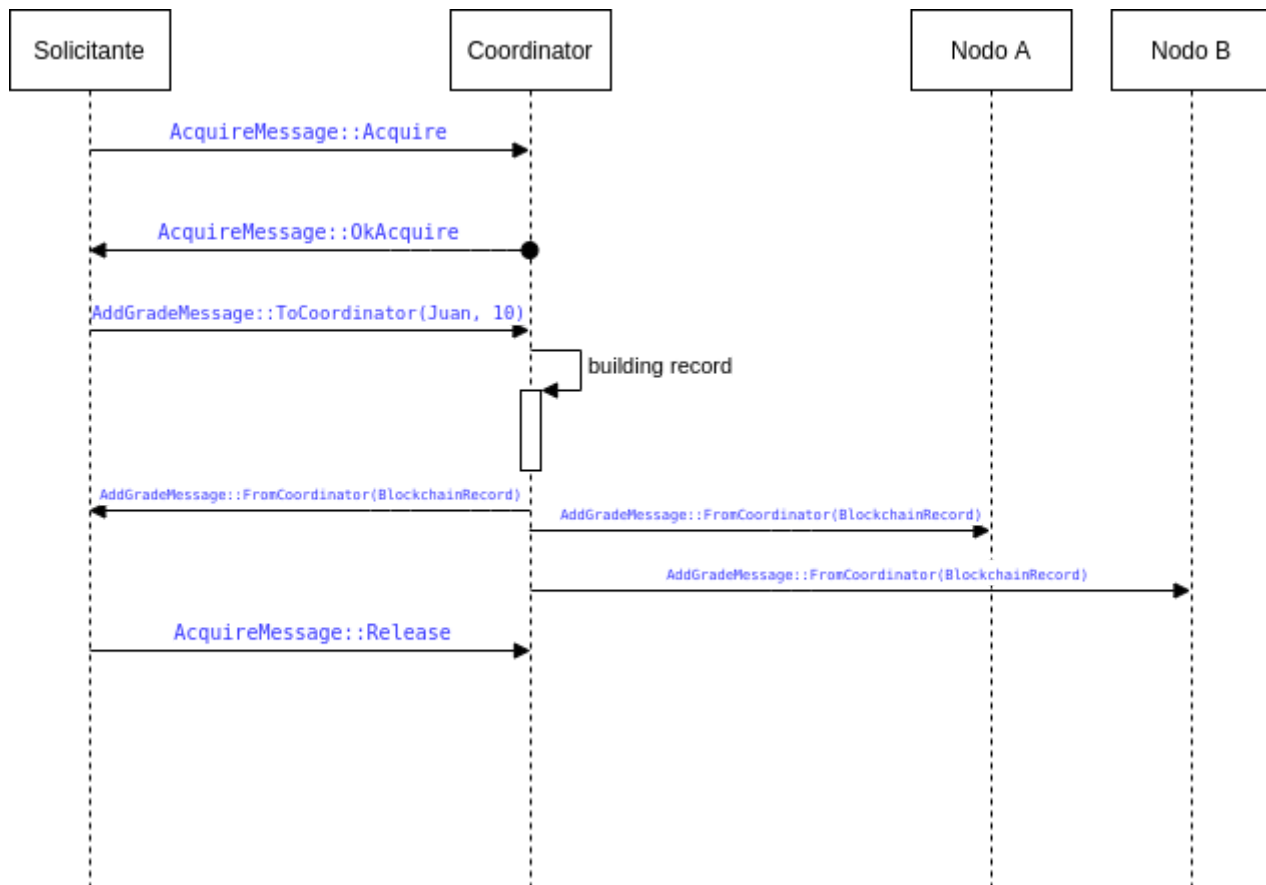 Solicitante
Coordinator
Nodo A
Nodo B
AcquireMessage::Acquire
AcquireMessage::OkAcquire
AddGradeMessage::ToCoordinator(Juan, 10)
building record
AddGradeMessage::FromCoordinator(BlockchainRecord)
AddGradeMessage::FromCoordinator(BlockchainRecord)
AddGradeMessage::FromCoordinator(BlockchainRecord)
AcquireMessage::Release